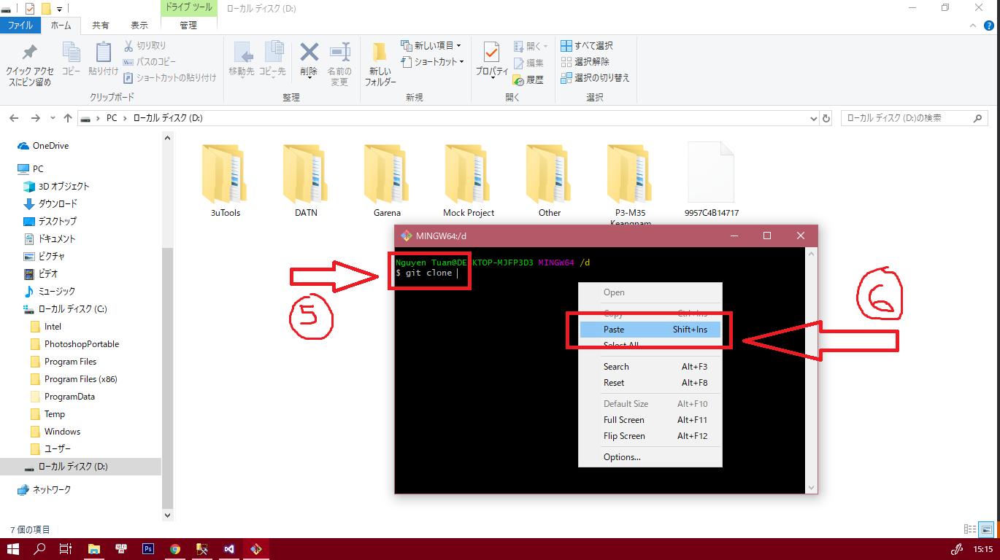 ドライブ ツール
ローカル ディスク (D:)
ファイル
ホーム
共有
表示
管理
クイック アクセスにピン留め
コピー
貼り付け
切り取り
パスのコピー
ショートカットの貼り付け
クリップボード
移動先
コピー先
削除
名前の変更
整理
新しいフォルダー
新しい項目
ショートカット
新規
プロパティ
開く
編集
履歴
開く
すべて選択
選択解除
選択の切り替え
選択
PC
ローカル ディスク (D:)
ローカル ディスク (D:)の検索
OneDrive
PC
3D オブジェクト
ダウンロード
デスクトップ
ドキュメント
ピクチャ
ビデオ
ミュージック
ローカル ディスク (C:)
Intel
PhotoshopPortable
Program Files
Program Files (x86)
ProgramData
Temp
Windows
ユーザー
ローカル ディスク (D:)
ネットワーク
3uTools
DATN
Garena
Mock Project
Other
P3-M35
Keangnam
9957C4B14717
MINGW64:/d
Nguyen Tuan@DESKTOP-MJFP3D3 MINGW64 /d
$ git clone
Open
Copy Ctrl+Ins
Paste Shift+Ins
Select All
Search Alt+F3
Reset Alt+F8
Default Size Alt+F10
Full Screen Alt+F11
Flip Screen Alt+F12
Options...
5
6
7 個の項目
Ps
15:15